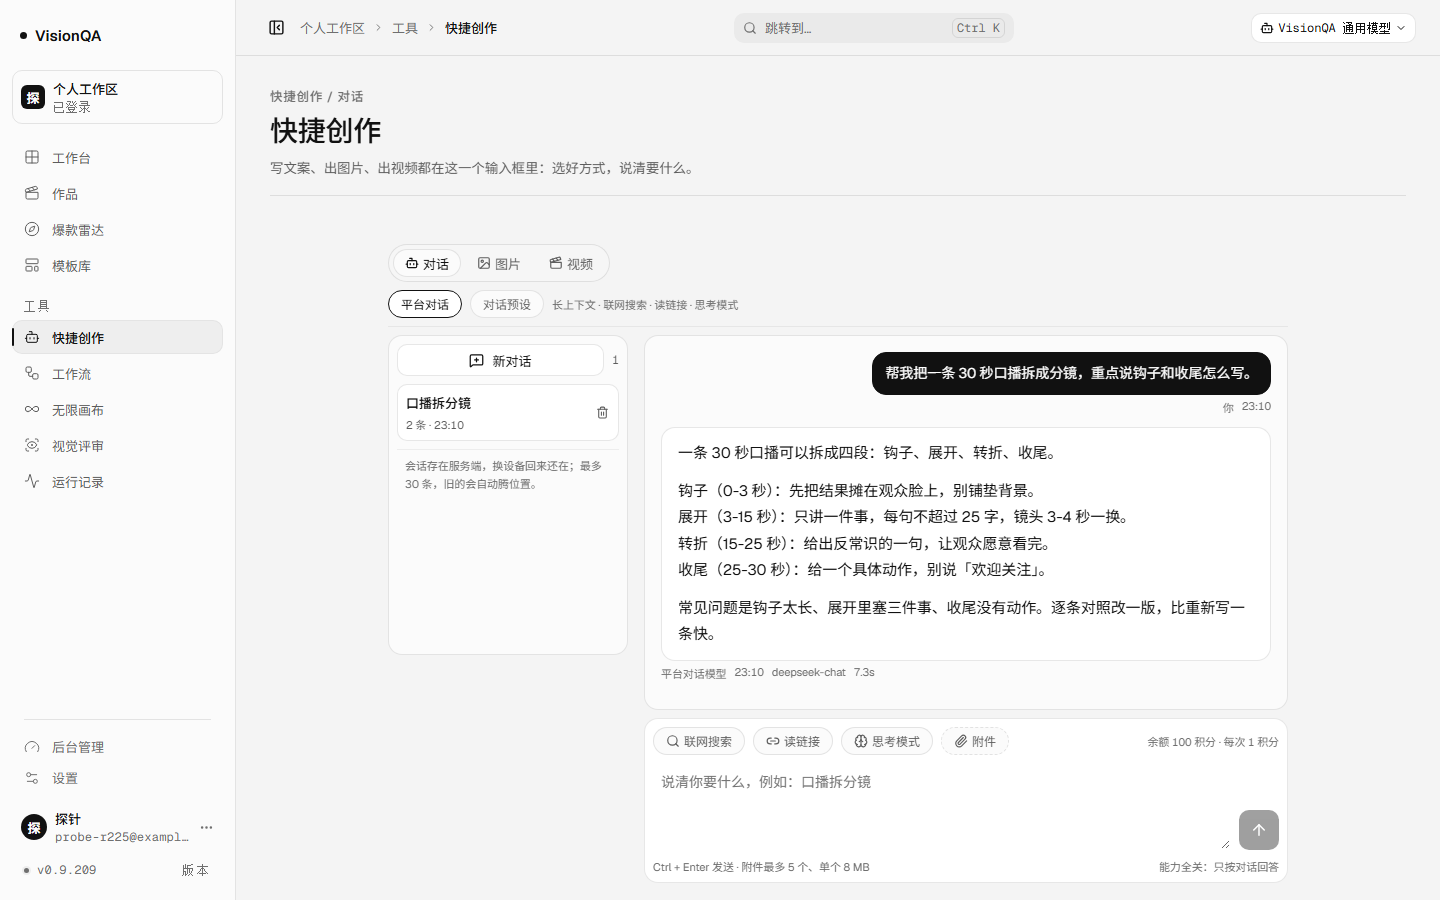 VisionQA
探
个人工作区
已登录
工作台
作品
爆款雷达
模板库
工具
快捷创作
工作流
无限画布
视觉评审
运行记录
后台管理
设置
探
探针
probe-r225@exampl…
v0.9.209
版本
个人工作区
工具
快捷创作
跳转到...
Ctrl K
VisionQA 通用模型
快捷创作 / 对话
快捷创作
写文案、出图片、出视频都在这一个输入框里：选好方式，说清要什么。
对话
图片
视频
平台对话
对话预设
长上下文 · 联网搜索 · 读链接 · 思考模式
新对话
1
口播拆分镜
2 条 · 23:10
会话存在服务端，换设备回来还在；最多
30 条，旧的会自动腾位置。
帮我把一条 30 秒口播拆成分镜，重点说钩子和收尾怎么写。
你 23:10
一条 30 秒口播可以拆成四段：钩子、展开、转折、收尾。
钩子（0-3 秒）：先把结果摊在观众脸上，别铺垫背景。
展开（3-15 秒）：只讲一件事，每句不超过 25 字，镜头 3-4 秒一换。
转折（15-25 秒）：给出反常识的一句，让观众愿意看完。
收尾（25-30 秒）：给一个具体动作，别说「欢迎关注」。
常见问题是钩子太长、展开里塞三件事、收尾没有动作。逐条对照改一版，比重新写一
条快。
平台对话模型 23:10 deepseek-chat 7.3s
联网搜索
读链接
思考模式
附件
余额 100 积分 · 每次 1 积分
说清你要什么，例如：口播拆分镜
Ctrl + Enter 发送 · 附件最多 5 个、单个 8 MB
能力全关：只按对话回答